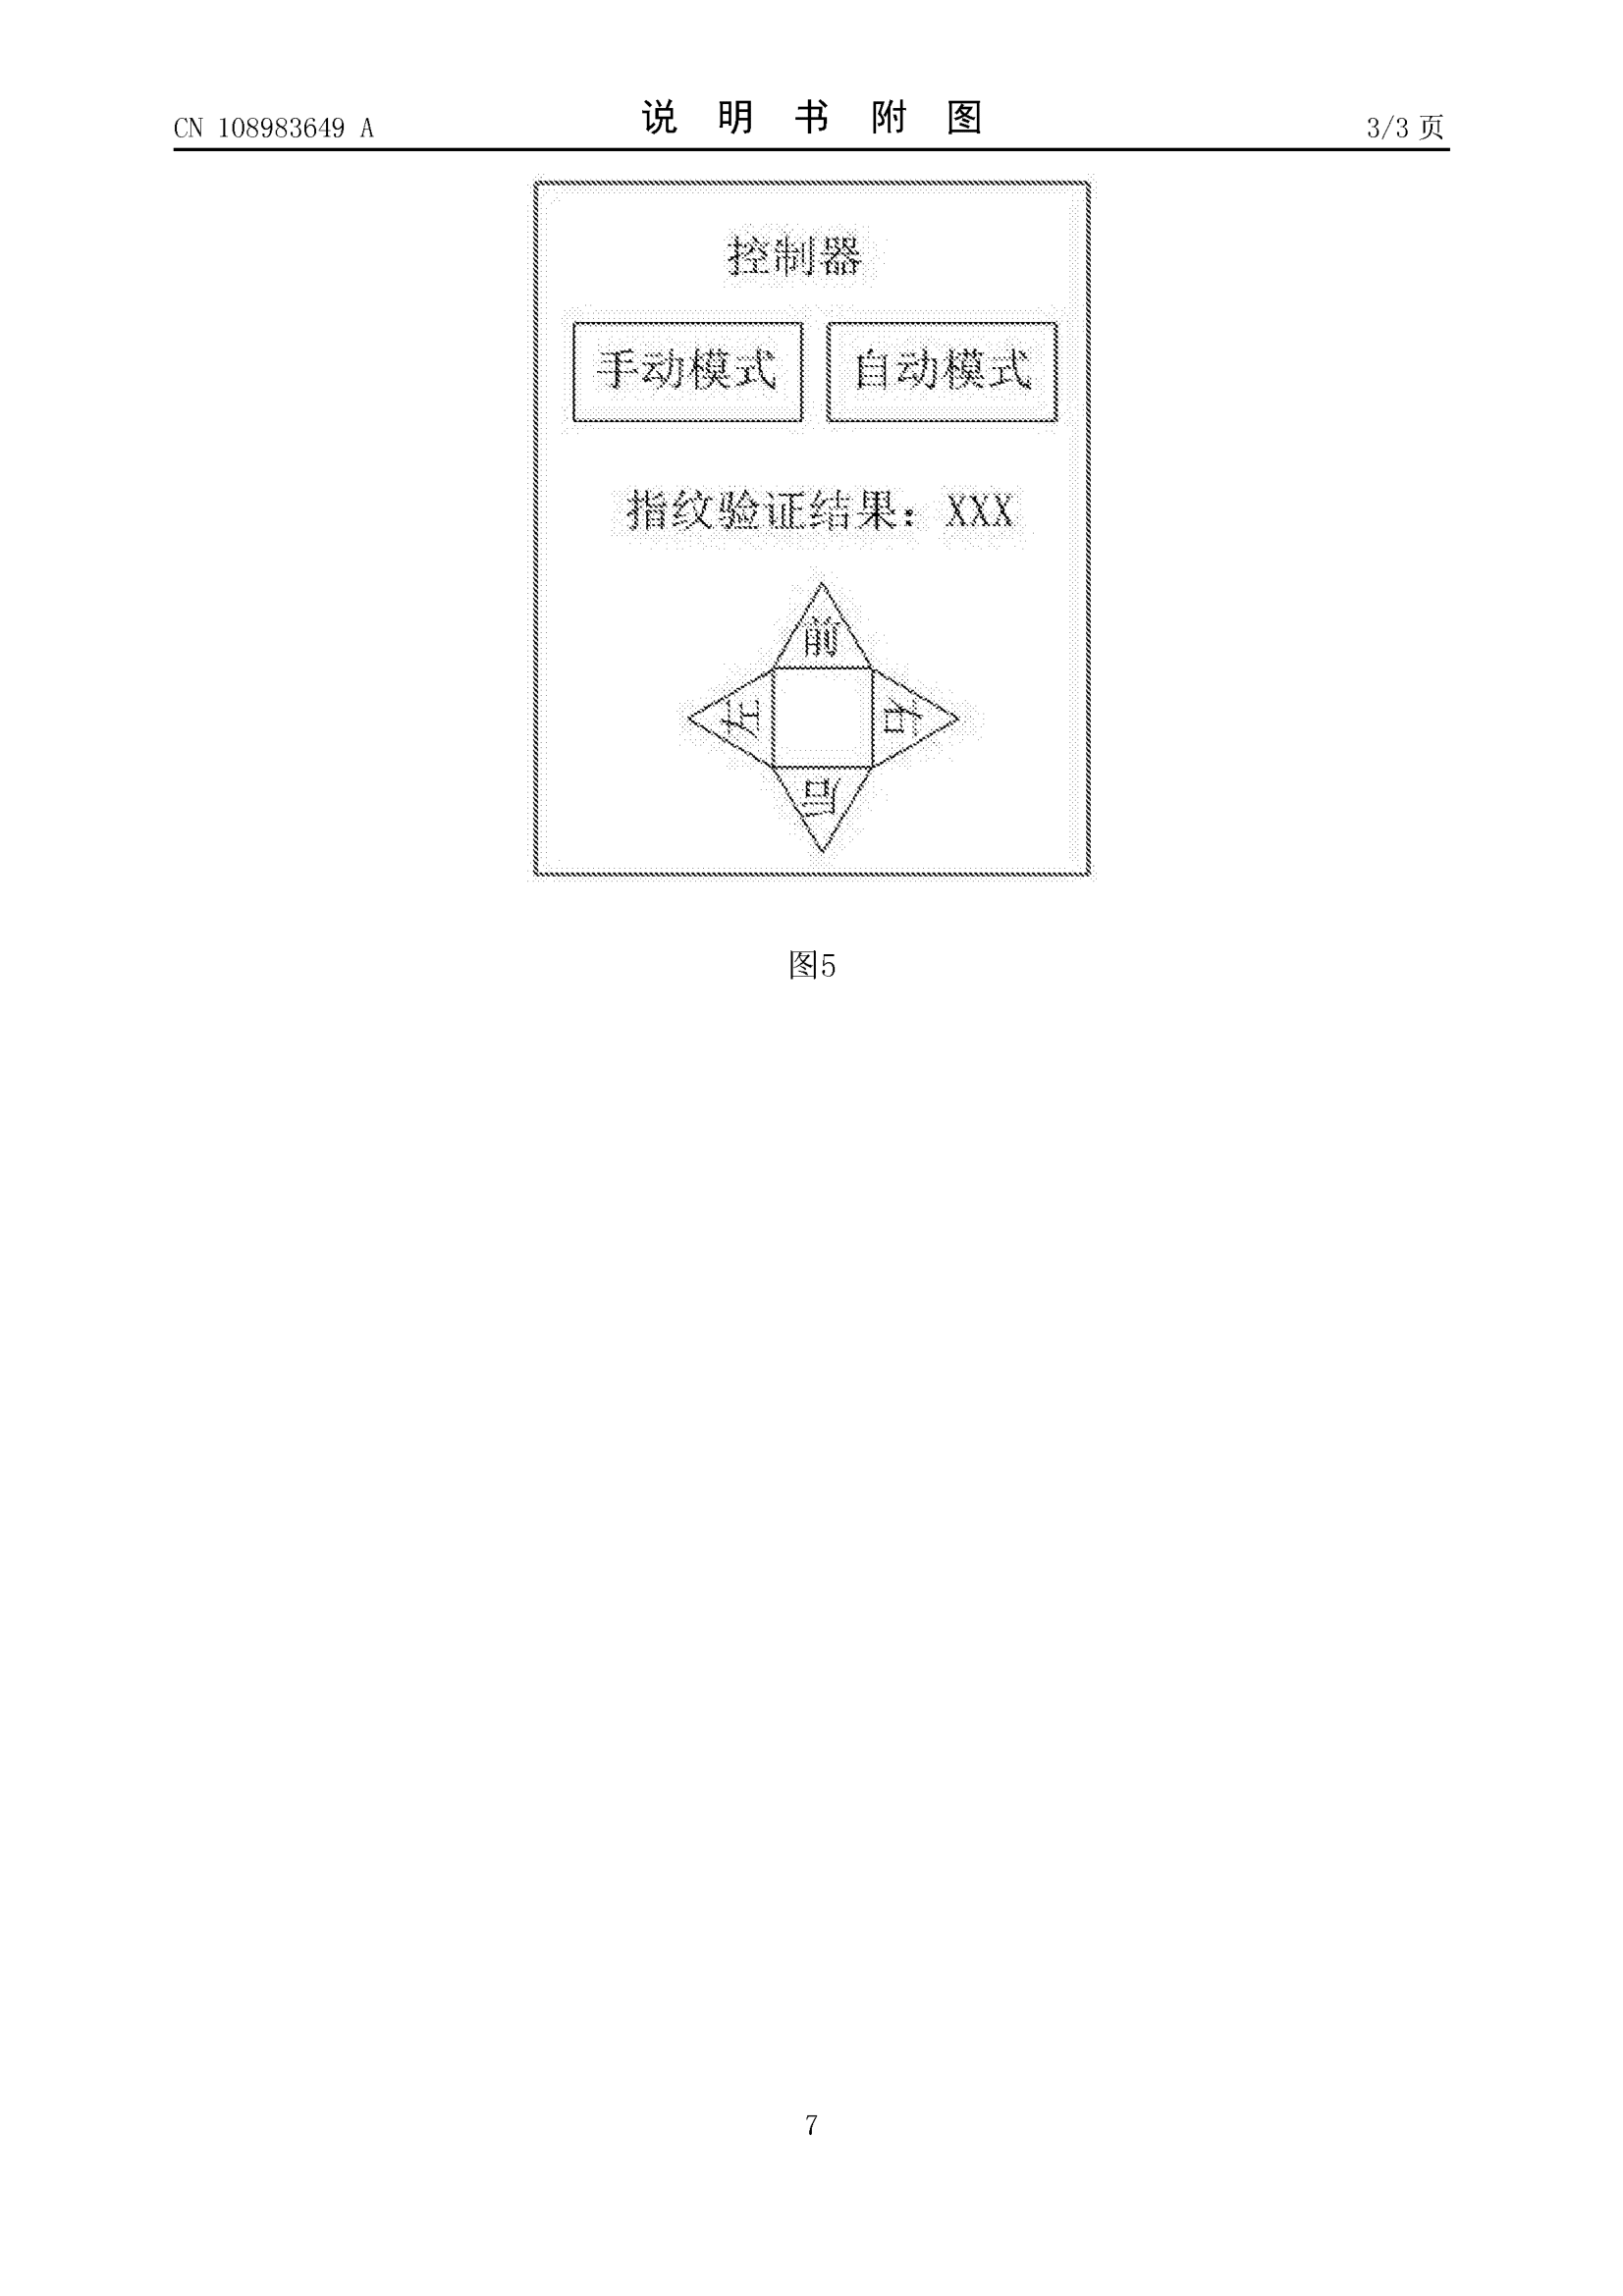 CN 108983649 A 说明书附图 3/3 页
控制器
手动模式 自动模式
指纹验证结果：XXX
前
左 右
后
图5
7